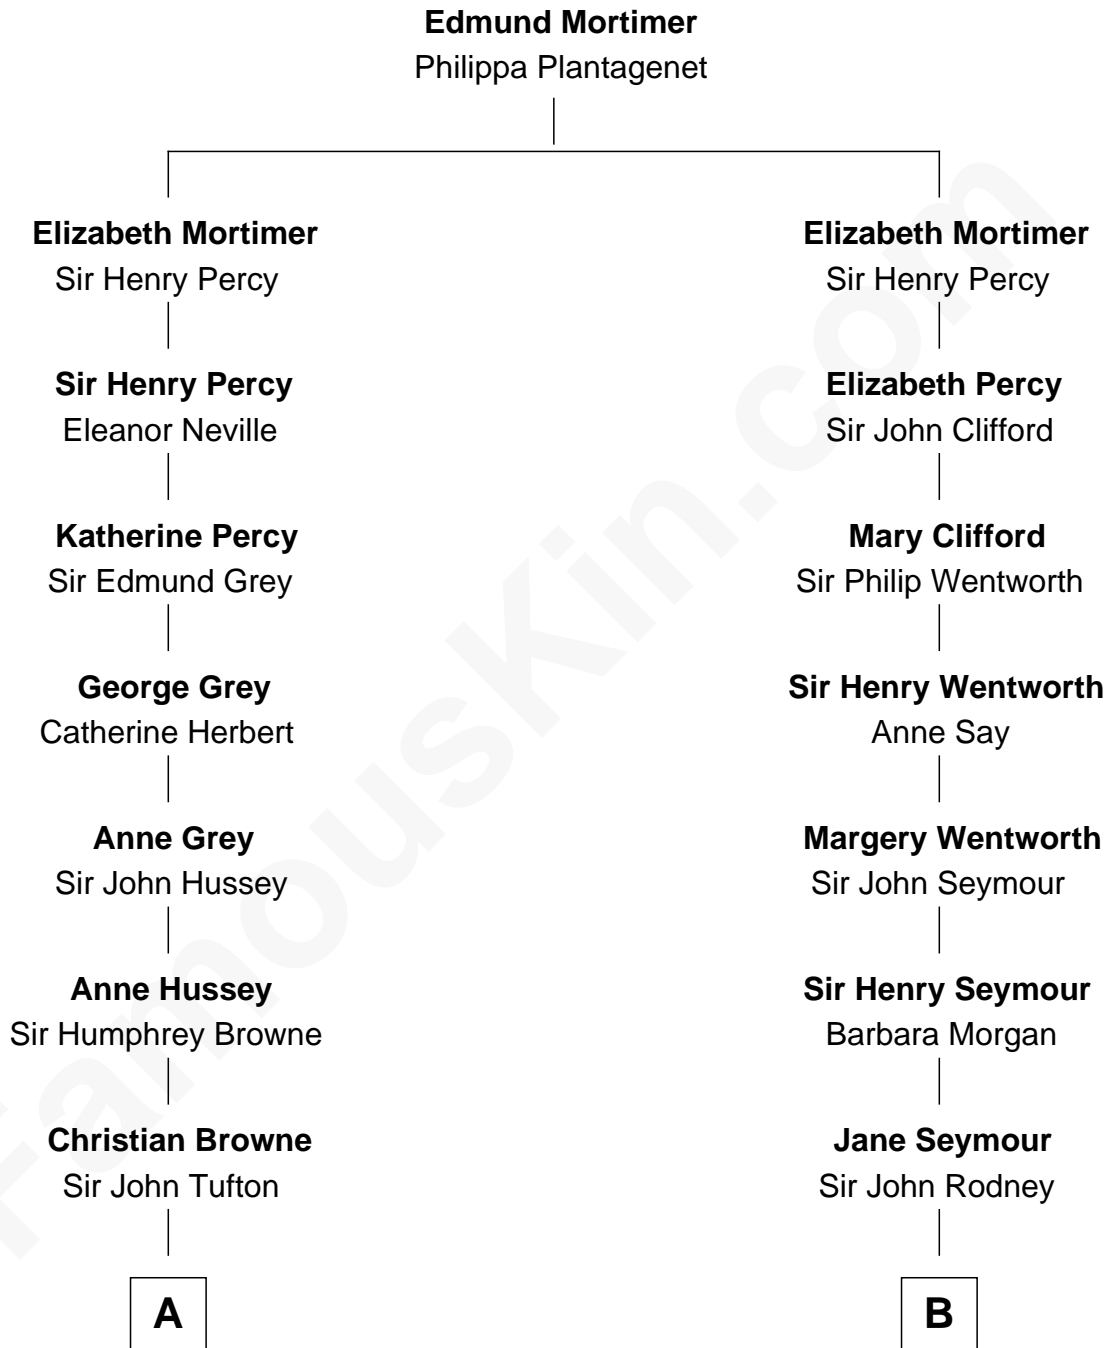 Edmund Mortimer
Philippa Plantagenet
Elizabeth Mortimer
Sir Henry Percy
Sir Henry Percy
Eleanor Neville
Katherine Percy
Sir Edmund Grey
George Grey
Catherine Herbert
Anne Grey
Sir John Hussey
Anne Hussey
Sir Humphrey Browne
Christian Browne
Sir John Tufton
A
Elizabeth Mortimer
Sir Henry Percy
Elizabeth Percy
Sir John Clifford
Mary Clifford
Sir Philip Wentworth
Sir Henry Wentworth
Anne Say
Margery Wentworth
Sir John Seymour
Sir Henry Seymour
Barbara Morgan
Jane Seymour
Sir John Rodney
B
FamousKin.com